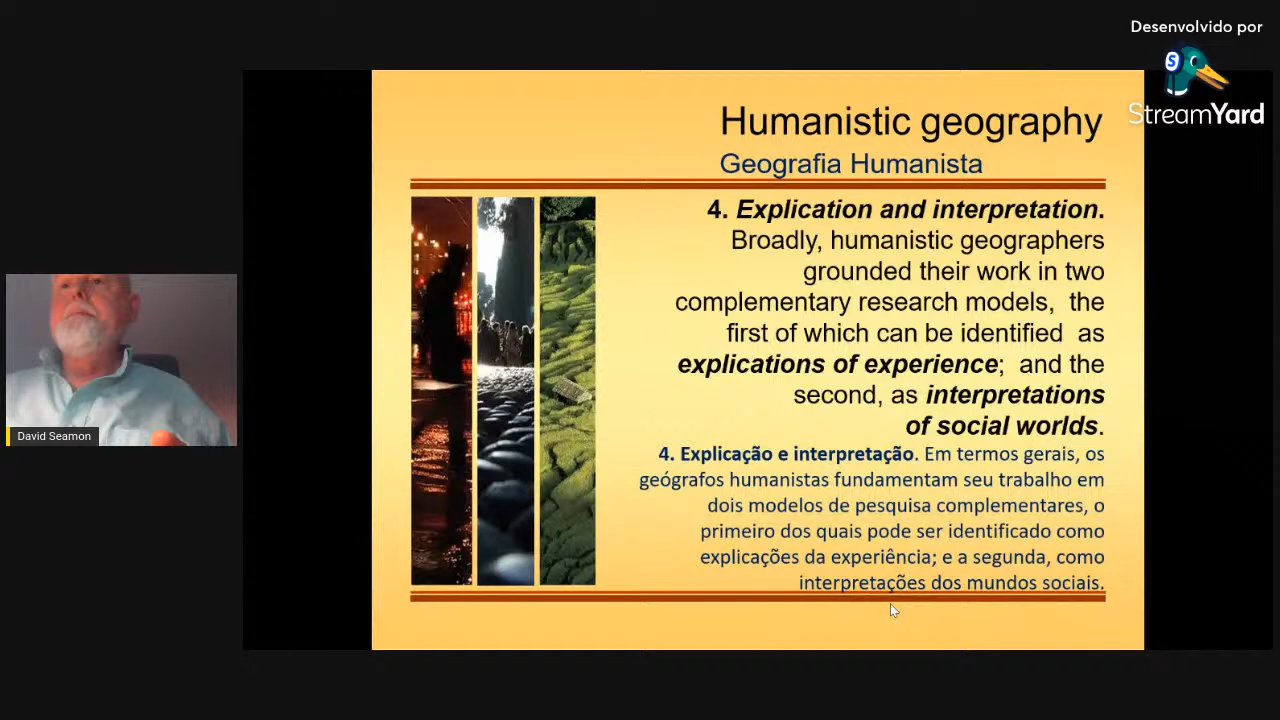 Desenvolvido por
StreamYard
Humanistic geography
Geografia Humanista
4. Explication and interpretation.
Broadly, humanistic geographers
grounded their work in two
complementary research models, the
first of which can be identified as
explications of experience; and the
second, as interpretations
of social worlds.
4. Explicação e interpretação. Em termos gerais, os
geógrafos humanistas fundamentam seu trabalho em
dois modelos de pesquisa complementares, o
primeiro dos quais pode ser identificado como
explicações da experiência; e a segunda, como
interpretações dos mundos sociais.
David Seamon